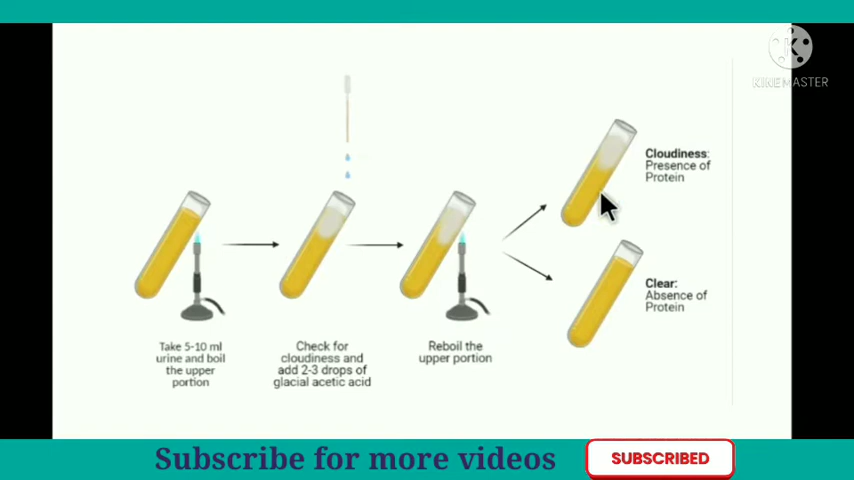 KINEMASTER
Cloudiness:
Presence of
Protein
Clear:
Absence of
Protein
Take 5-10 ml
urine and boil
the upper
portion
Check for
cloudiness and
add 2-3 drops of
glacial acetic acid
Reboil the
upper portion
Subscribe for more videos
SUBSCRIBED